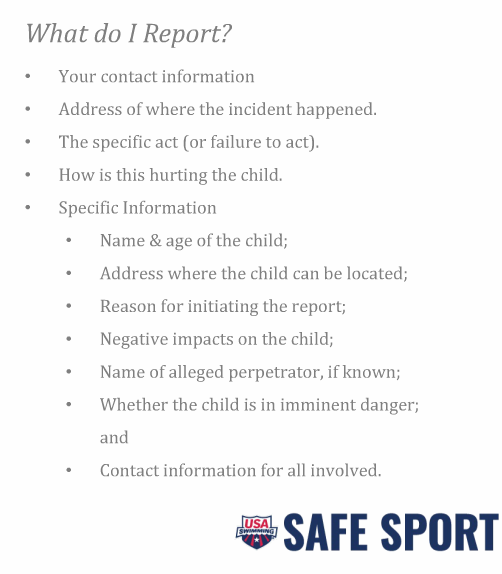 What do I Report?
• Your contact information
• Address of where the incident happened.
• The specific act (or failure to act).
• How is this hurting the child.
• Specific Information
• Name & age of the child;
• Address where the child can be located;
• Reason for initiating the report;
• Negative impacts on the child;
• Name of alleged perpetrator, if known;
• Whether the child is in imminent danger;
and
• Contact information for all involved.
USA
SWIMMING
SAFE SPORT